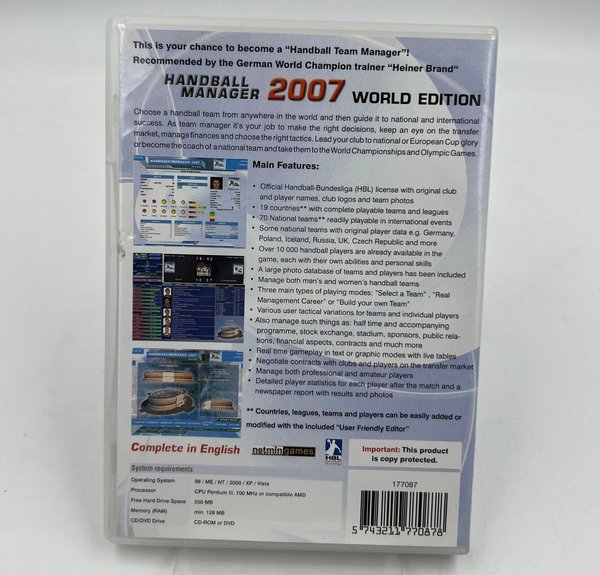 This is your chance to become a “Handball Team Manager”!
Recommended by the German World Champion trainer “Heiner Brand“
HANDBALL MANAGER 2007 WORLD EDITION
Choose a handball team from anywhere in the world and then guide it to national and international
success. As team manager it's your job to make the right decisions, keep an eye on the transfer
market, manage finances and choose the right tactics. Lead your club to national or European Cup glory
or become the coach of a national team and take them to the World Championships and Olympic Games.
Main Features:
• Official Handball-Bundesliga (HBL) license with original club
and player names, club logos and team photos
• 19 countries** with complete playable teams and leagues
• 70 National teams** readily playable in international events
• Some national teams with original player data e.g. Germany,
Poland, Iceland, Russia, UK, Czech Republic and more
• Over 10 000 handball players are already available in the
game, each with their own abilities and personal skills
• A large photo database of teams and players has been included
• Manage both men's and women's handball teams
• Three main types of playing modes: "Select a Team" , "Real
Management Career" or "Build your own Team"
• Various user tactical variations for teams and individual players
• Also manage such things as: half time and accompanying
programme, stock exchange, stadium, sponsors, public rela-
tions, financial aspects, contracts and much more
• Real time gameplay in text or graphic modes with live tables
• Negotiate contracts with clubs and players on the transfer market
• Manage both professional and amateur players
• Detailed player statistics for each player after the match and a
newspaper report with results and photos
** Countries, leagues, teams and players can be easily added or
modified with the included “User Friendly Editor”
HANDBALL MANAGER 2007
HANDBALL MANAGER 2007
Complete in English
netmin games
HBL
Important: This product
is copy protected.
System requirements
Operating System 98 / ME / NT / 2000 / XP / Vista
Processor CPU Pentium III, 700 MHz or compatible AMD
Free Hard Drive Space 550 MB
Memory (RAM) min. 128 MB
CD/DVD Drive CD-ROM or DVD
177087
5 743211 770878